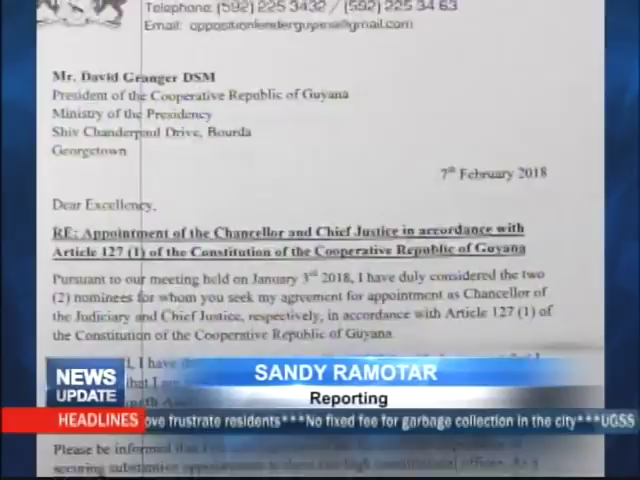 Telephone: (592) 225 3432 / (592) 225 34 63
Email: oppositionleaderguyana@gmail.com
Mr. David Granger DSM
President of the Cooperative Republic of Guyana
Ministry of the Presidency
Shiv Chanderpaul Drive, Bourda
Georgetown
7th February 2018
Dear Excellency,
RE: Appointment of the Chancellor and Chief Justice in accordance with
Article 127 (1) of the Constitution of the Cooperative Republic of Guyana
Pursuant to our meeting held on January 3rd 2018, I have duly considered the two
(2) nominees for whom you seek my agreement for appointment as Chancellor of
the Judiciary and Chief Justice, respectively, in accordance with Article 127 (1) of
the Constitution of the Cooperative Republic of Guyana.
I have
SANDY RAMOTAR
NEWS
UPDATE
Reporting
HEADLINES
ove frustrate residents***No fixed fee for garbage collection in the city***UGSS
Please be informed that